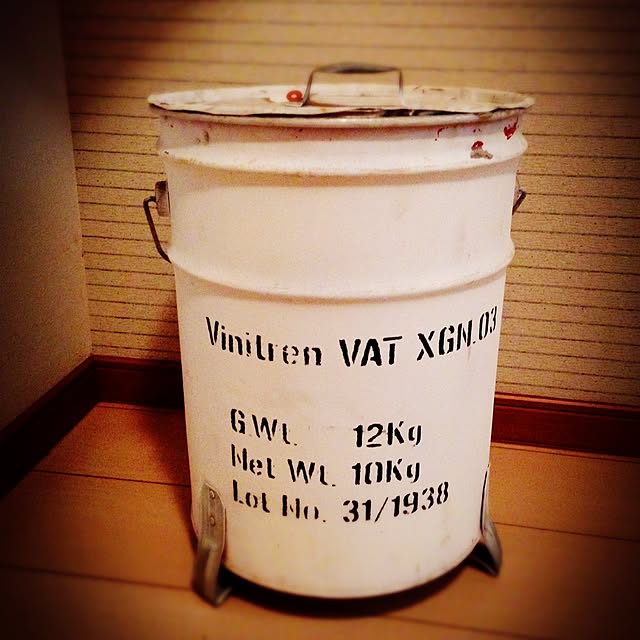 Vinitren VAT XGN.03
G.Wt. 12Kg
Net Wt. 10Kg
Lot No. 31/1938